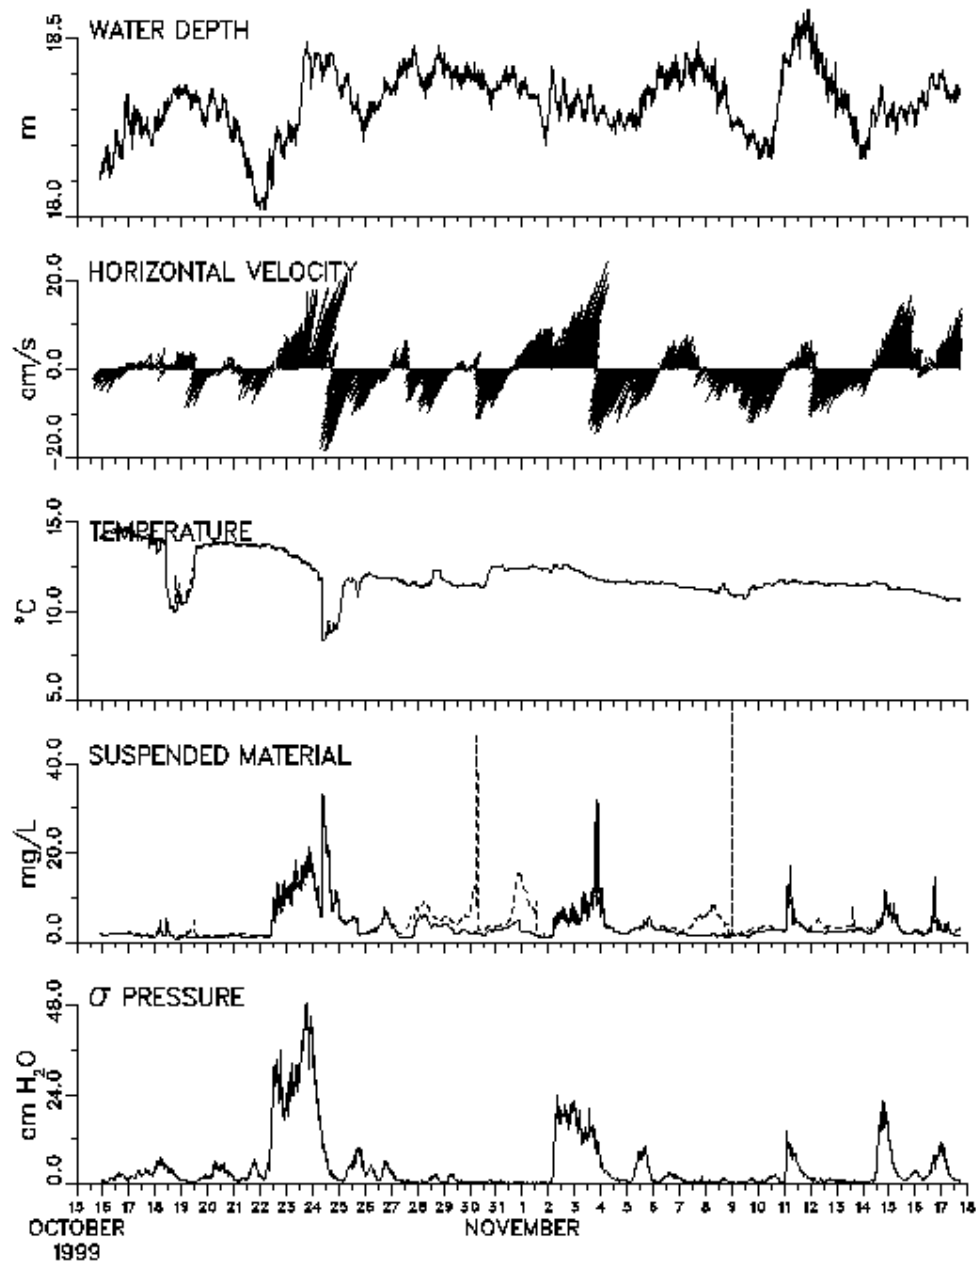 WATER DEPTH
18.5
m
18.0
HORIZONTAL VELOCITY
20.0
cm/s
0.0
-20.0
TEMPERATURE
15.0
°C
10.0
5.0
SUSPENDED MATERIAL
40.0
mg/L
20.0
0.0
σ PRESSURE
48.0
cm H₂O
24.0
0.0
15 16 17 18 19 20 21 22 23 24 25 26 27 28 29 30 31 1 2 3 4 5 6 7 8 9 10 11 12 13 14 15 16 17 18
OCTOBER NOVEMBER
1999